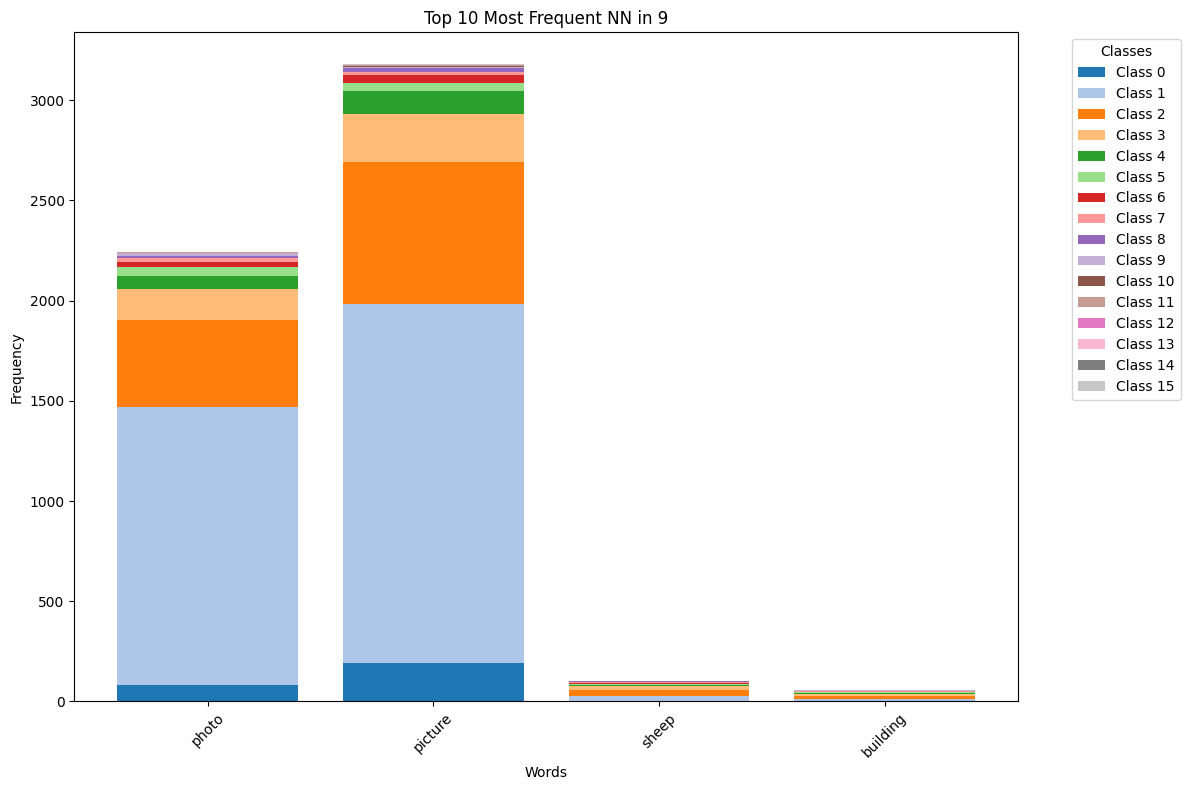 Top 10 Most Frequent NN in 9
Frequency
3000
2500
2000
1500
1000
500
0
photo
picture
sheep
building
Words
Classes
Class 0
Class 1
Class 2
Class 3
Class 4
Class 5
Class 6
Class 7
Class 8
Class 9
Class 10
Class 11
Class 12
Class 13
Class 14
Class 15